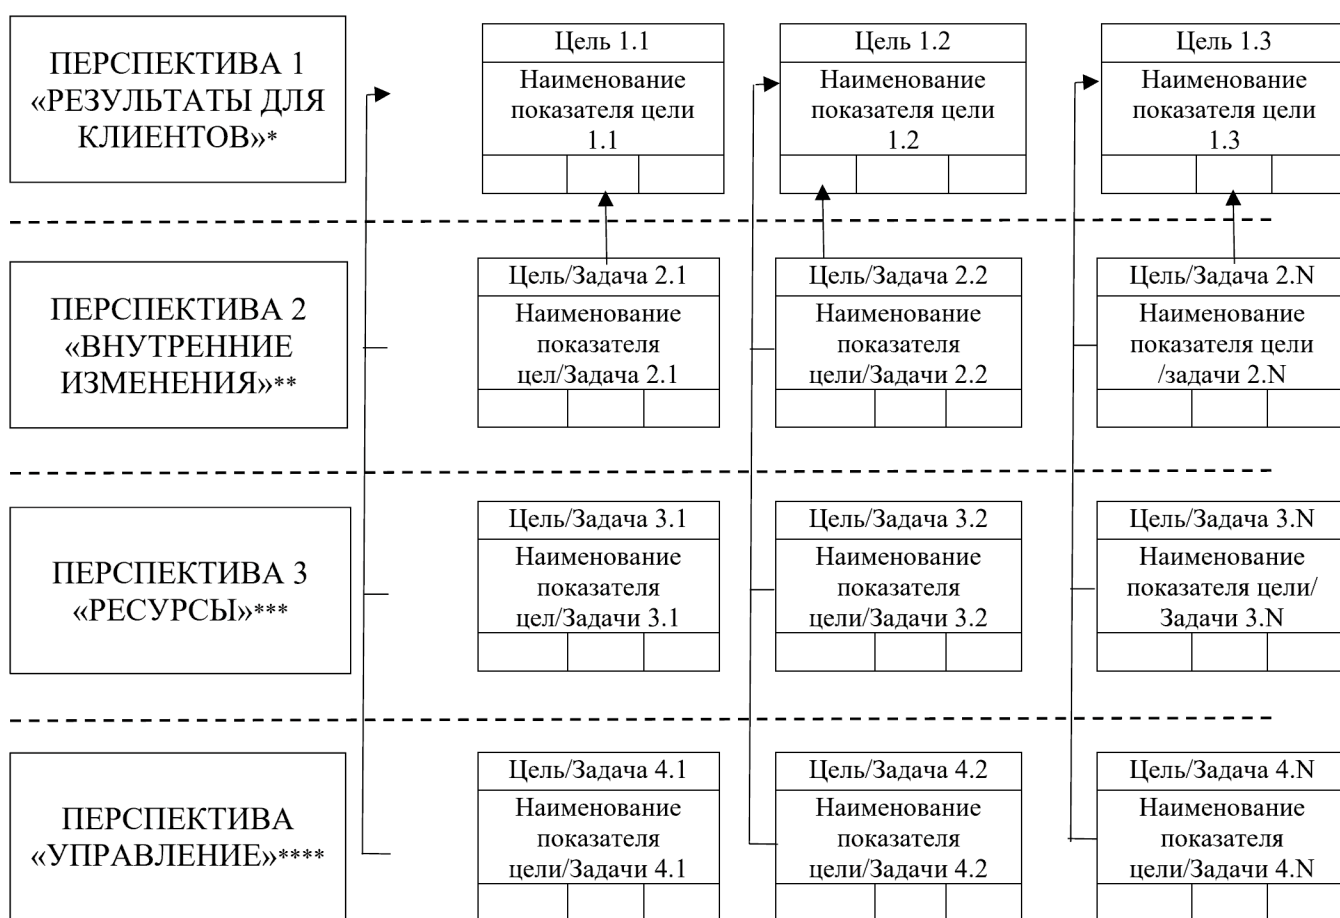 ПЕРСПЕКТИВА 1
«РЕЗУЛЬТАТЫ ДЛЯ
КЛИЕНТОВ»*
Цель 1.1
Наименование
показателя цели
1.1
Цель 1.2
Наименование
показателя цели
1.2
Цель 1.3
Наименование
показателя цели
1.3
ПЕРСПЕКТИВА 2
«ВНУТРЕННИЕ
ИЗМЕНЕНИЯ»**
Цель/Задача 2.1
Наименование
показателя
цел/Задача 2.1
Цель/Задача 2.2
Наименование
показателя
цели/Задачи 2.2
Цель/Задача 2.N
Наименование
показателя цели
/задачи 2.N
ПЕРСПЕКТИВА 3
«РЕСУРСЫ»***
Цель/Задача 3.1
Наименование
показателя
цел/Задачи 3.1
Цель/Задача 3.2
Наименование
показателя
цели/Задачи 3.2
Цель/Задача 3.N
Наименование
показателя цели/
Задачи 3.N
ПЕРСПЕКТИВА
«УПРАВЛЕНИЕ»****
Цель/Задача 4.1
Наименование
показателя
цели/Задачи 4.1
Цель/Задача 4.2
Наименование
показателя
цели/Задачи 4.2
Цель/Задача 4.N
Наименование
показателя
цели/Задачи 4.N